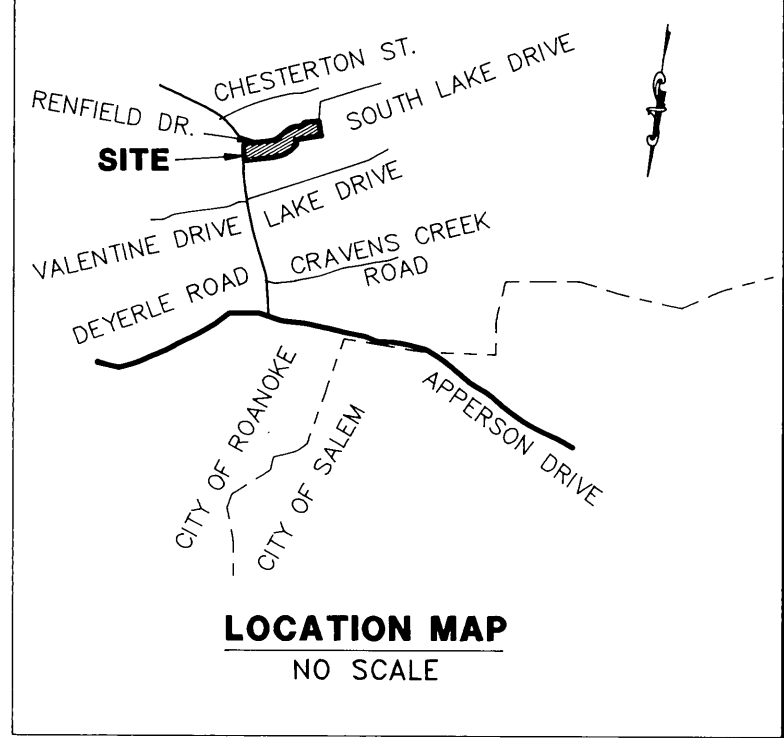 CHESTERTON ST.
RENFIELD DR.
SOUTH LAKE DRIVE
SITE
VALENTINE DRIVE
LAKE DRIVE
CRAVENS CREEK
ROAD
DEYERLE ROAD
APPERSON DRIVE
CITY OF ROANOKE
CITY OF SALEM
LOCATION MAP
NO SCALE